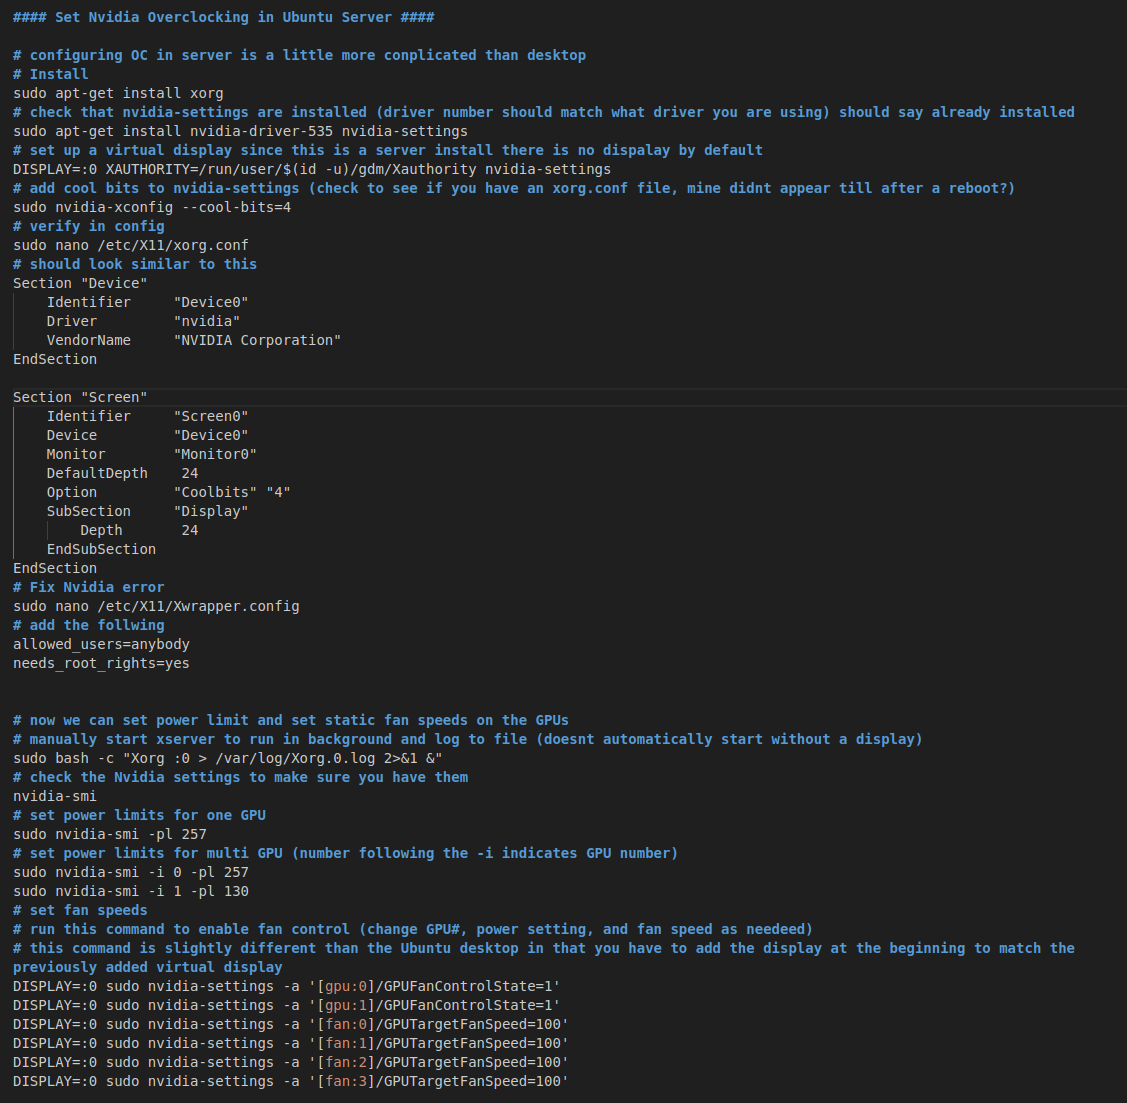 #### Set Nvidia Overclocking in Ubuntu Server ####
# configuring OC in server is a little more conplicated than desktop
# Install
sudo apt-get install xorg
# check that nvidia-settings are installed (driver number should match what driver you are using) should say already installed
sudo apt-get install nvidia-driver-535 nvidia-settings
# set up a virtual display since this is a server install there is no dispalay by default
DISPLAY=:0 XAUTHORITY=/run/user/$(id -u)/gdm/Xauthority nvidia-settings
# add cool bits to nvidia-settings (check to see if you have an xorg.conf file, mine didnt appear till after a reboot?)
sudo nvidia-xconfig --cool-bits=4
# verify in config
sudo nano /etc/X11/xorg.conf
# should look similar to this
Section "Device"
    Identifier     "Device0"
    Driver         "nvidia"
    VendorName     "NVIDIA Corporation"
EndSection
Section "Screen"
    Identifier     "Screen0"
    Device         "Device0"
    Monitor        "Monitor0"
    DefaultDepth    24
    Option         "Coolbits" "4"
    SubSection     "Display"
        Depth       24
    EndSubSection
EndSection
# Fix Nvidia error
sudo nano /etc/X11/Xwrapper.config
# add the follwing
allowed_users=anybody
needs_root_rights=yes
# now we can set power limit and set static fan speeds on the GPUs
# manually start xserver to run in background and log to file (doesnt automatically start without a display)
sudo bash -c "Xorg :0 > /var/log/Xorg.0.log 2>&1 &"
# check the Nvidia settings to make sure you have them
nvidia-smi
# set power limits for one GPU
sudo nvidia-smi -pl 257
# set power limits for multi GPU (number following the -i indicates GPU number)
sudo nvidia-smi -i 0 -pl 257
sudo nvidia-smi -i 1 -pl 130
# set fan speeds
# run this command to enable fan control (change GPU#, power setting, and fan speed as needeed)
# this command is slightly different than the Ubuntu desktop in that you have to add the display at the beginning to match the
previously added virtual display
DISPLAY=:0 sudo nvidia-settings -a '[gpu:0]/GPUFanControlState=1'
DISPLAY=:0 sudo nvidia-settings -a '[gpu:1]/GPUFanControlState=1'
DISPLAY=:0 sudo nvidia-settings -a '[fan:0]/GPUTargetFanSpeed=100'
DISPLAY=:0 sudo nvidia-settings -a '[fan:1]/GPUTargetFanSpeed=100'
DISPLAY=:0 sudo nvidia-settings -a '[fan:2]/GPUTargetFanSpeed=100'
DISPLAY=:0 sudo nvidia-settings -a '[fan:3]/GPUTargetFanSpeed=100'